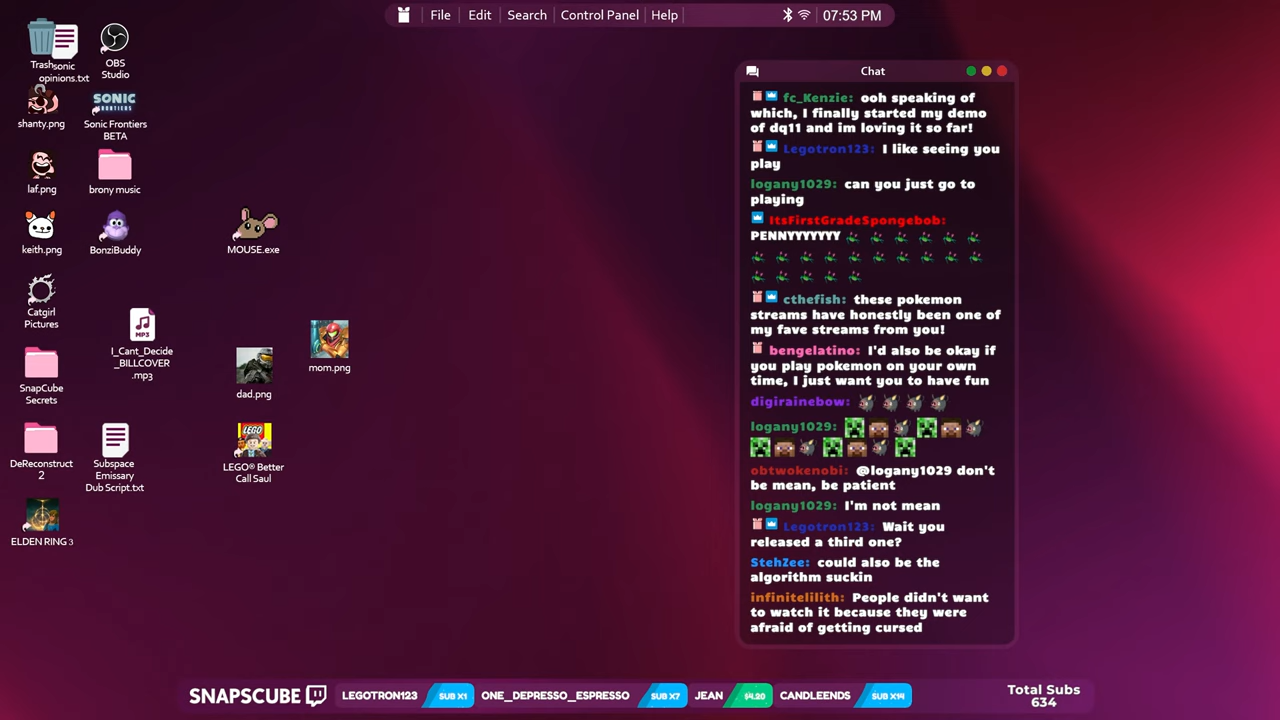 File Edit Search Control Panel Help
07:53 PM
Trash
sonic
opinions.txt
OBS
Studio
shanty.png
SONIC
FRONTIERS
Sonic Frontiers
BETA
laf.png
brony music
keith.png
BonziBuddy
MOUSE.exe
Catgirl
Pictures
MP3
I_Cant_Decide
_BILLCOVER
.mp3
mom.png
dad.png
SnapCube
Secrets
DeReconstruct
2
Subspace
Emissary
Dub Script.txt
LEGO
LEGO® Better
Call Saul
ELDEN RING 3
Chat
fc_Kenzie: ooh speaking of
which, I finally started my demo
of dq11 and im loving it so far!
Legotron123: I like seeing you
play
logany1029: can you just go to
playing
ItsFirstGradeSpongebob:
PENNYYYYYYY
cthefish: these pokemon
streams have honestly been one of
my fave streams from you!
bengelatino: I'd also be okay if
you play pokemon on your own
time, I just want you to have fun
digirainebow:
logany1029:
obtwokenobi: @logany1029 don't
be mean, be patient
logany1029: I'm not mean
Legotron123: Wait you
released a third one?
StehZee: could also be the
algorithm suckin
infinitelilith: People didn't want
to watch it because they were
afraid of getting cursed
SNAPSCUBE LEGOTRON123 SUB X1 ONE_DEPRESSO_ESPRESSO SUB X7 JEAN $4.20 CANDLEENDS SUB X14
Total Subs
634